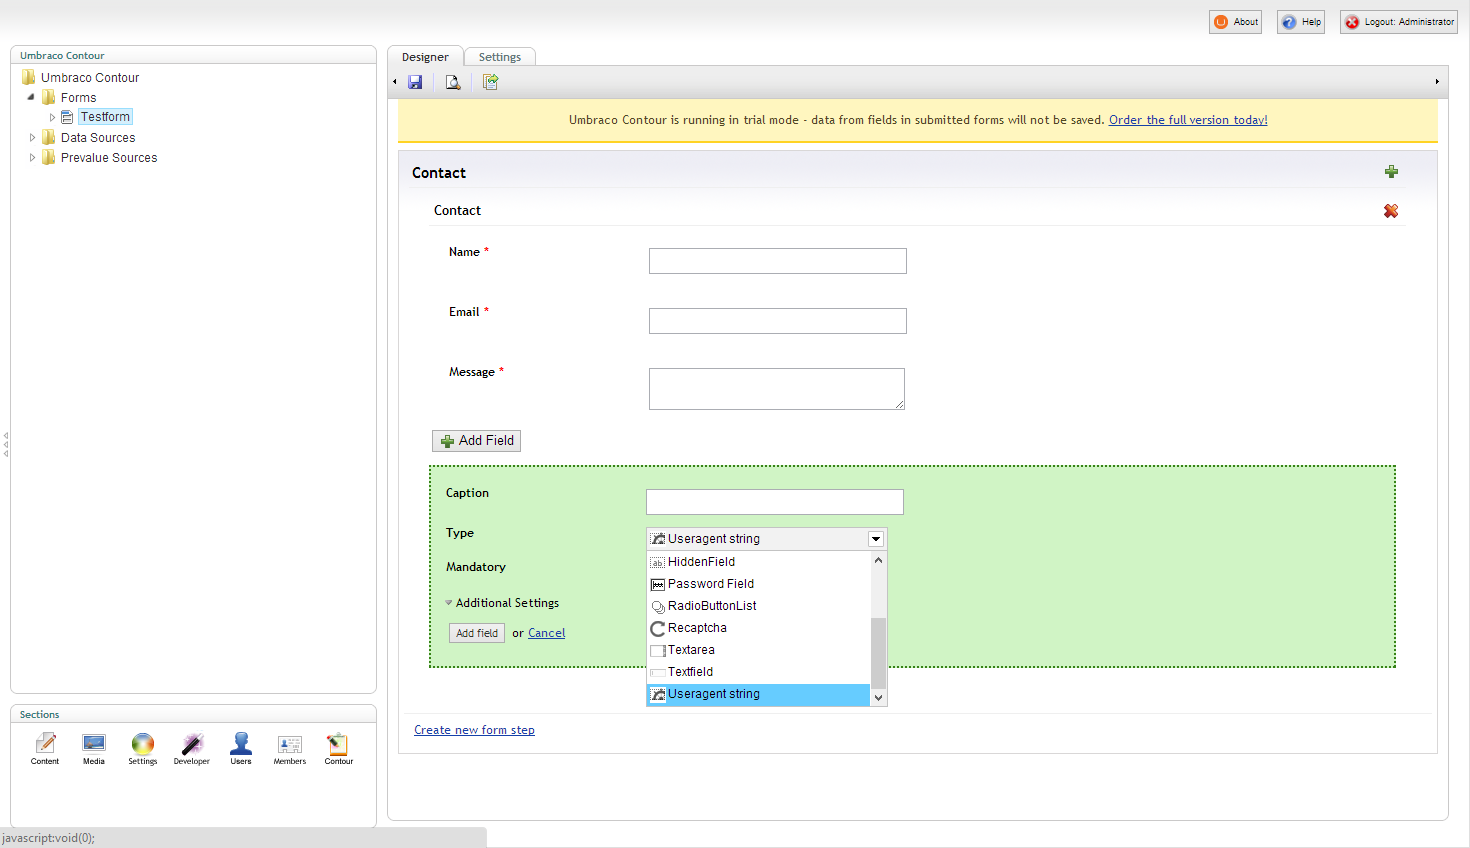 About
Help
Logout: Administrator
Umbraco Contour
Umbraco Contour
Forms
Testform
Data Sources
Prevalue Sources
Designer
Settings
Umbraco Contour is running in trial mode - data from fields in submitted forms will not be saved. Order the full version today!
Contact
Contact
Name *
Email *
Message *
Add Field
Caption
Type
Useragent string
Mandatory
Additional Settings
Add field or Cancel
HiddenField
Password Field
RadioButtonList
Recaptcha
Textarea
Textfield
Useragent string
Create new form step
Sections
Content
Media
Settings
Developer
Users
Members
Contour
javascript:void(0);